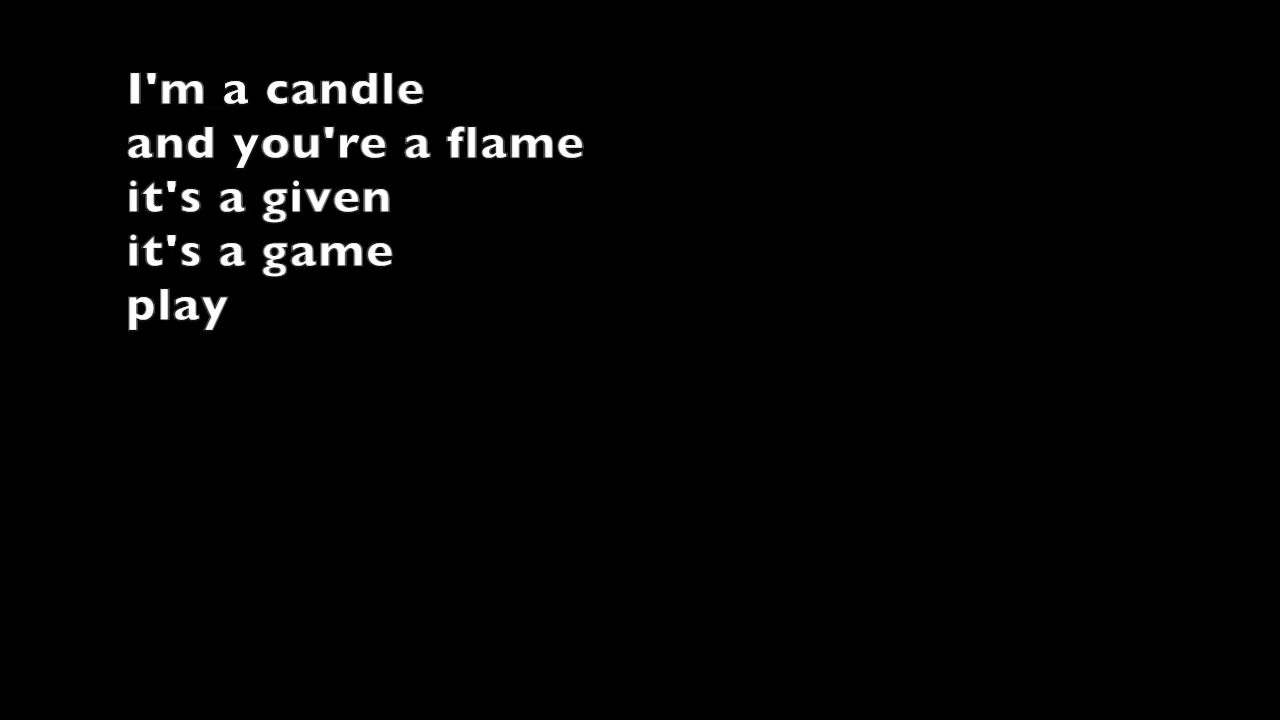 I'm a candle
and you're a flame
it's a given
it's a game
play